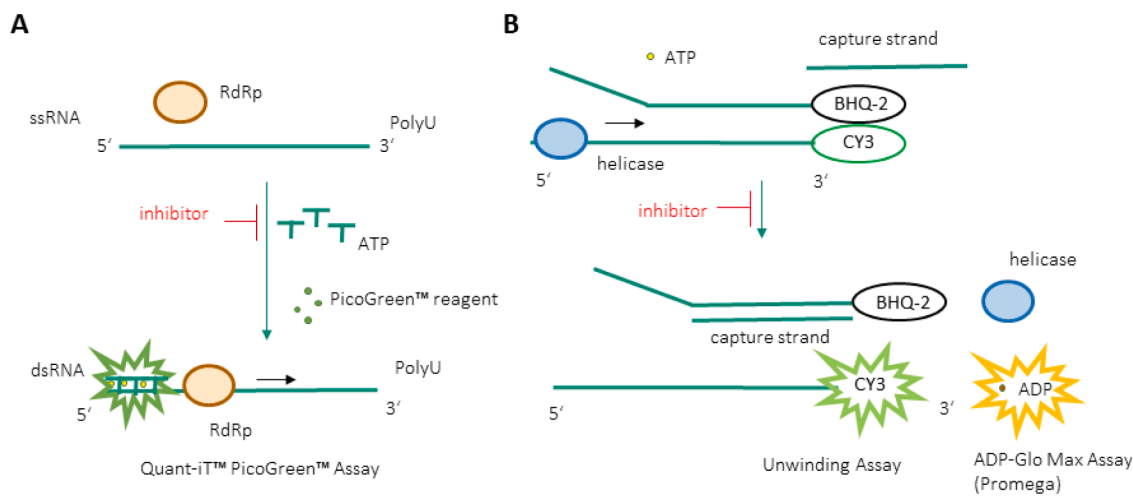 A
RdRp
ssRNA
PolyU
5‘
3‘
inhibitor
ATP
PicoGreen™ reagent
dsRNA
PolyU
5‘
3‘
RdRp
Quant-iT™ PicoGreen™ Assay
B
capture strand
ATP
BHQ-2
CY3
helicase
5‘
3‘
inhibitor
helicase
BHQ-2
capture strand
CY3
ADP
5‘
3‘
Unwinding Assay
ADP-Glo Max Assay
(Promega)